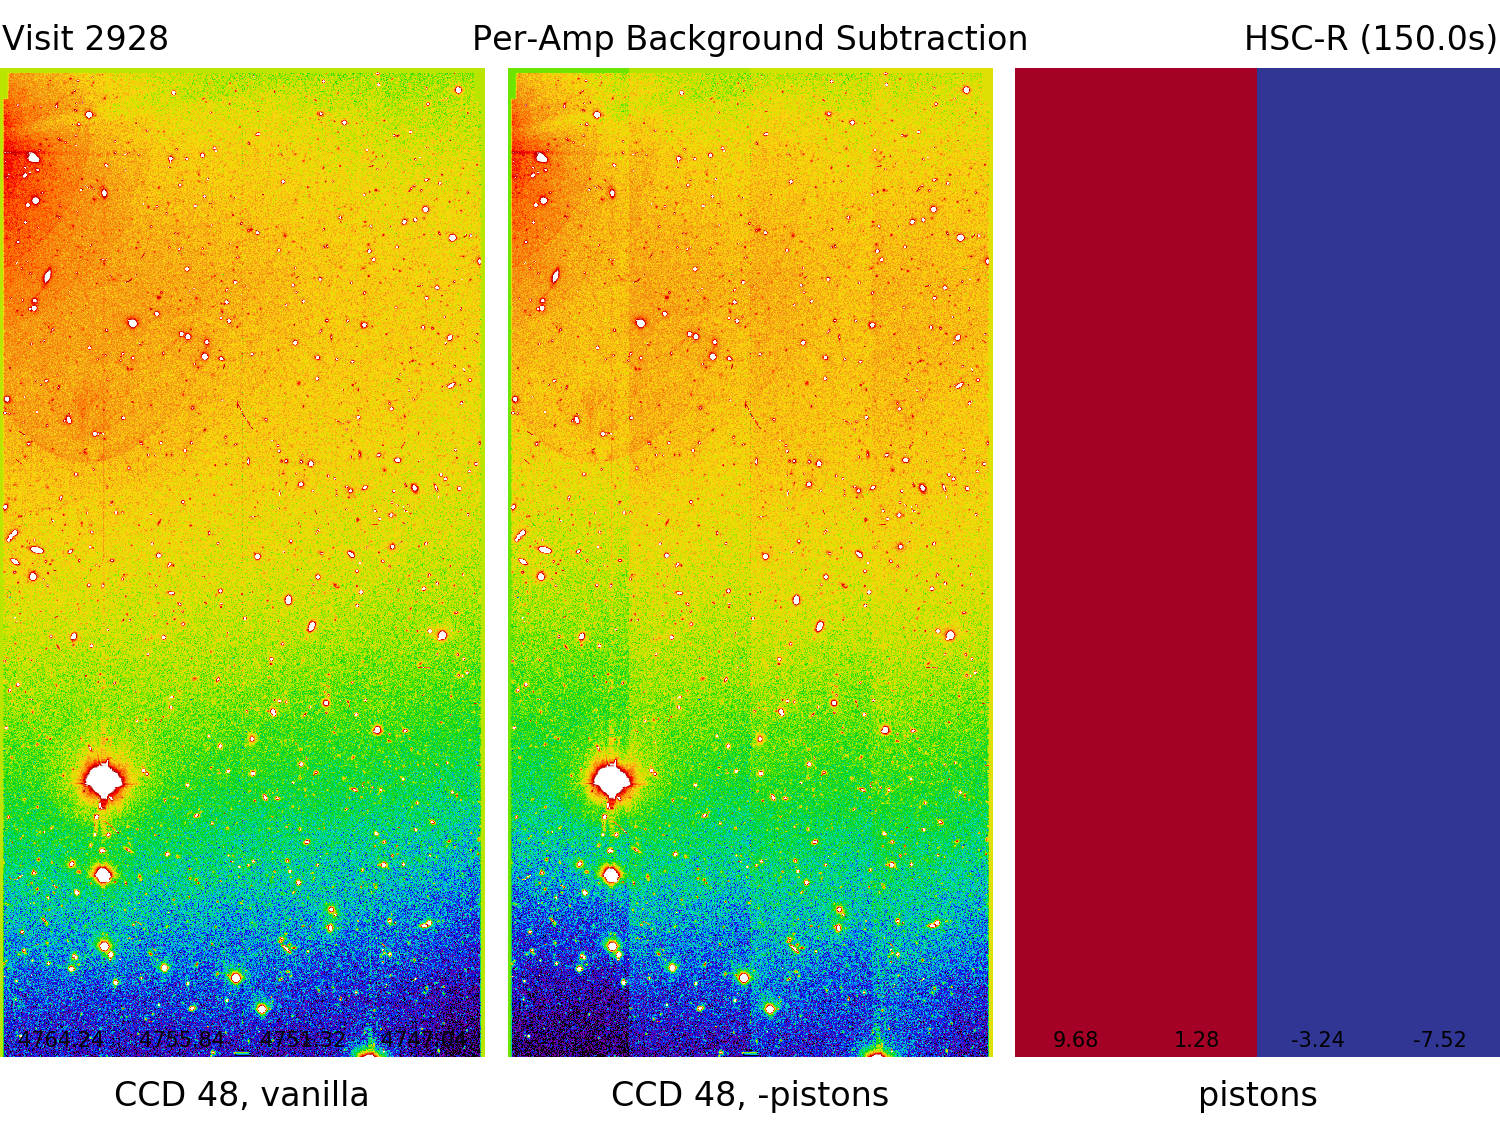 Visit 2928 Per-Amp Background Subtraction HSC-R (150.0s)
4764.24 4755.84 4751.32 4747.04 9.68 1.28 -3.24 -7.52
CCD 48, vanilla CCD 48, -pistons pistons